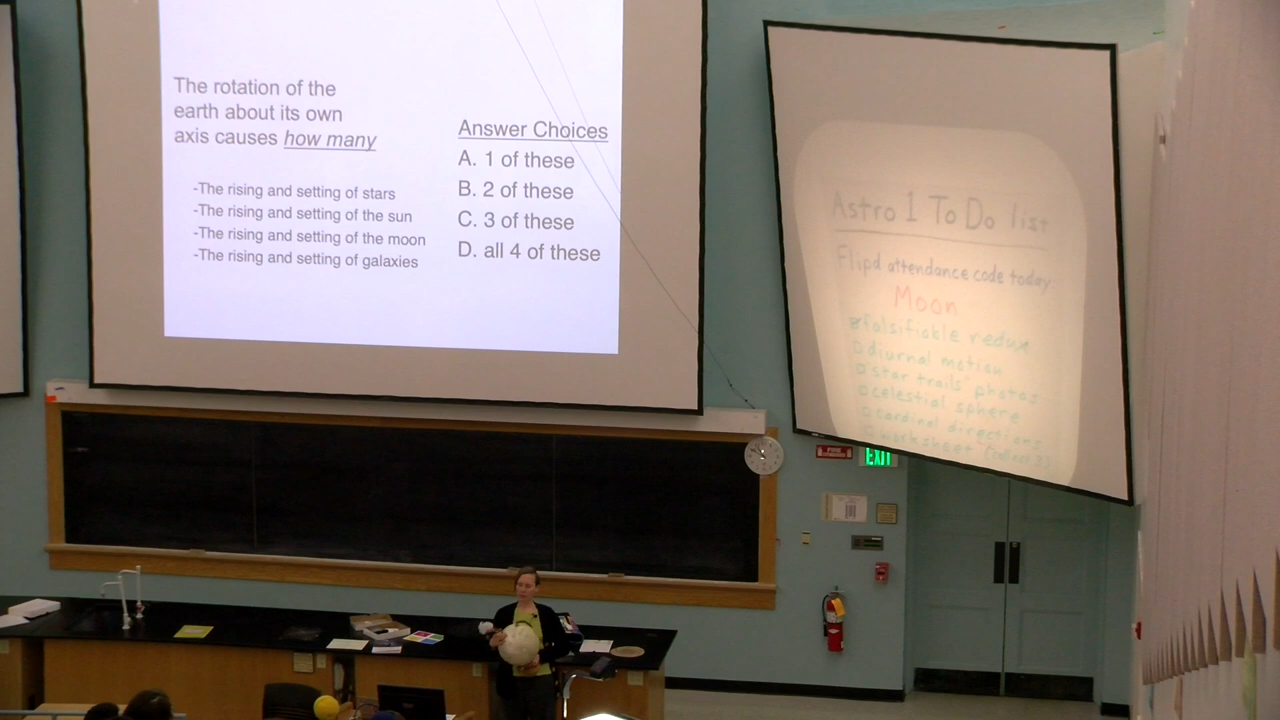 The rotation of the
earth about its own
axis causes how many
-The rising and setting of stars
-The rising and setting of the sun
-The rising and setting of the moon
-The rising and setting of galaxies
Answer Choices
A. 1 of these
B. 2 of these
C. 3 of these
D. all 4 of these
Astro 1 To Do list
Flipd attendance code today
Moon
falsifiable redux
diurnal motion
"star trails" photos
celestial sphere
cardinal directions
worksheet
EXIT